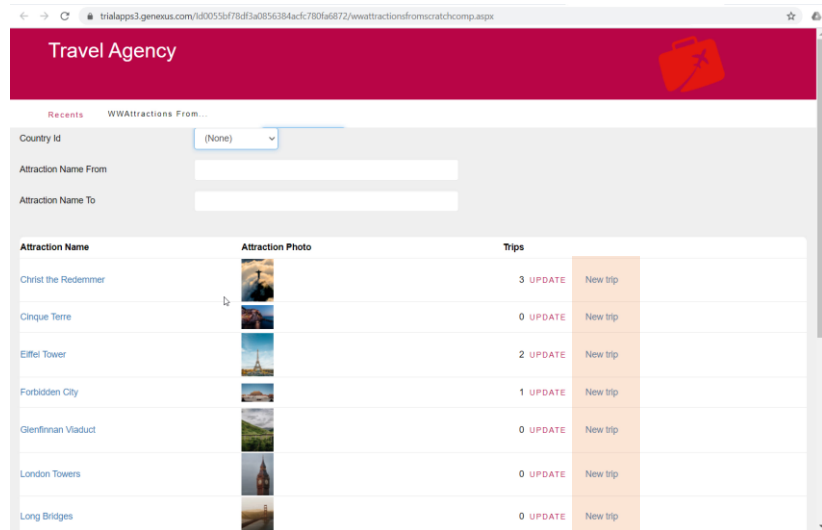 trialapps3.genexus.com/Id0055bf78df3a0856384acfc780fa6872/wwattractionsfromscratchcomp.aspx
Travel Agency
Recents WWAttractions From...
Country Id (None)
Attraction Name From
Attraction Name To
Attraction Name Attraction Photo Trips
Christ the Redemmer 3 UPDATE New trip
Cinque Terre 0 UPDATE New trip
Eiffel Tower 2 UPDATE New trip
Forbidden City 1 UPDATE New trip
Glenfinnan Viaduct 0 UPDATE New trip
London Towers 0 UPDATE New trip
Long Bridges 0 UPDATE New trip